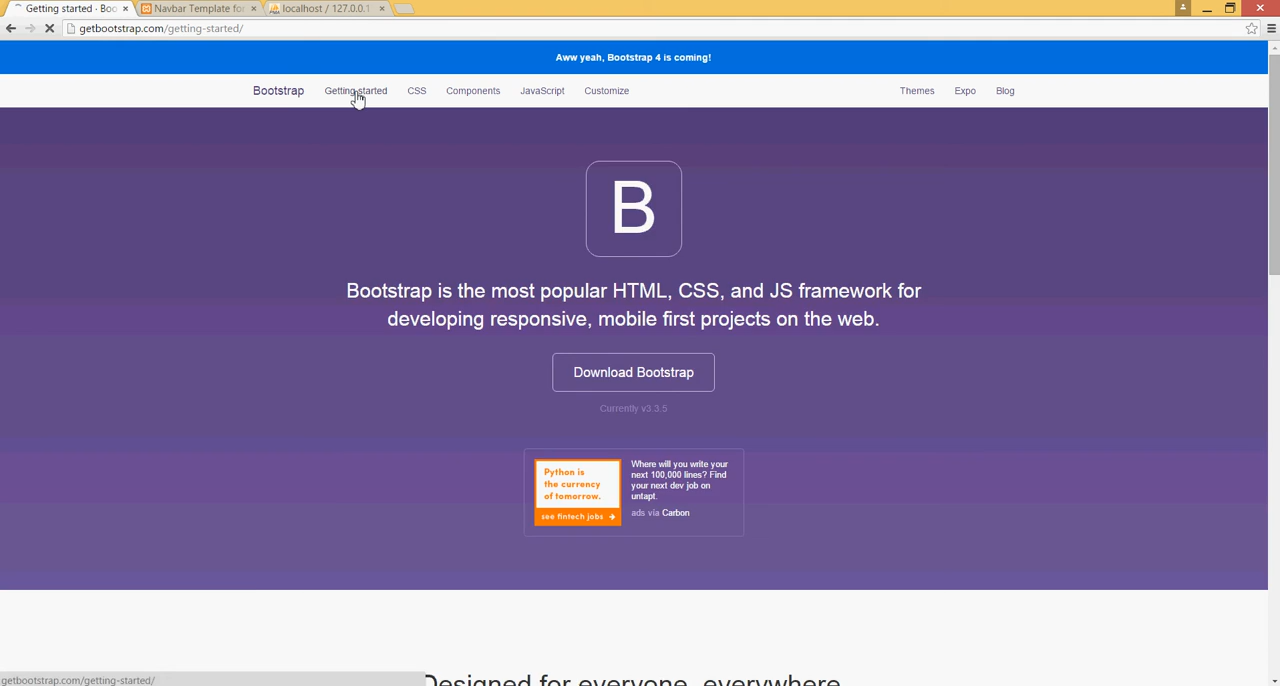 Getting started · Boo
Navbar Template for
localhost / 127.0.0.1
getbootstrap.com/getting-started/
Aww yeah, Bootstrap 4 is coming!
Bootstrap Getting started CSS Components JavaScript Customize Themes Expo Blog
B
Bootstrap is the most popular HTML, CSS, and JS framework for
developing responsive, mobile first projects on the web.
Download Bootstrap
Currently v3.3.5
Python is
the currency
of tomorrow.
see fintech jobs
Where will you write your
next 100,000 lines? Find
your next dev job on
untapt.
ads via Carbon
Designed for everyone, everywhere
getbootstrap.com/getting-started/